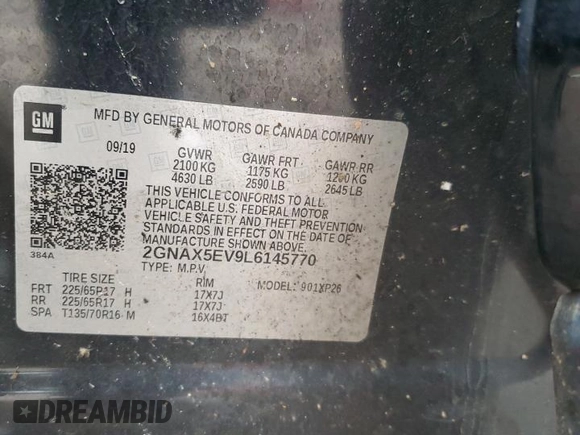 GM
MFD BY GENERAL MOTORS OF CANADA COMPANY
09/19
GVWR GAWR FRT GAWR RR
2100 KG 1175 KG 1200 KG
4630 LB 2590 LB 2645 LB
THIS VEHICLE CONFORMS TO ALL
APPLICABLE U.S. FEDERAL MOTOR
VEHICLE SAFETY AND THEFT PREVENTION
STANDARDS IN EFFECT ON THE DATE OF
MANUFACTURE SHOWN ABOVE.
384A
2GNAX5EV9L6145770
TYPE: M.P.V. MODEL: 901XP26
TIRE SIZE RIM
FRT 225/65R17 H 17X7J
RR 225/65R17 H 17X7J
SPA T135/70R16 M 16X4BT
DREAMBID